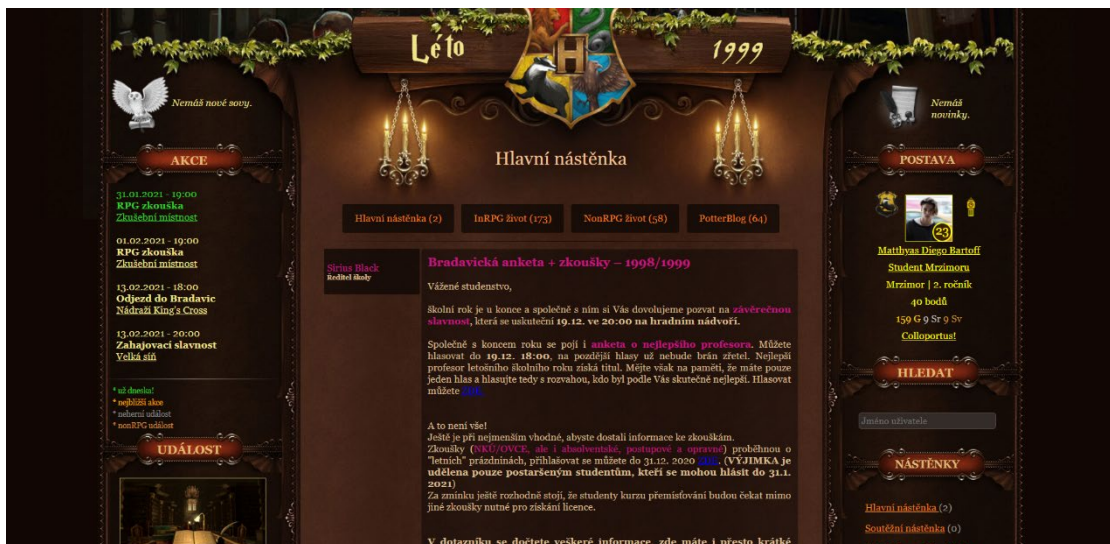 Léto
1999
Nemáš nové sovy.
AKCE
31.01.2021 - 19:00
RPG zkouška
Zkušební místnost
01.02.2021 - 19:00
RPG zkouška
Zkušební místnost
13.02.2021 - 18:00
Odjezd do Bradavic
Nádraží King's Cross
13.02.2021 - 20:00
Zahajovací slavnost
Velká síň
* už dneska!
* nejbližší akce
* neherní událost
* nonRPG událost
UDÁLOST
H
Hlavní nástěnka
Hlavní nástěnka (2)
InRPG život (173)
NonRPG život (58)
PotterBlog (64)
Sirius Black
Ředitel školy
Bradavická anketa + zkoušky – 1998/1999
Vážené studenstvo,
školní rok je u konce a společně s ním si Vás dovolujeme pozvat na závěrečnou
slavnost, která se uskuteční 19.12. ve 20:00 na hradním nádvoří.
Společně s koncem roku se pojí i anketa o nejlepšího profesora. Můžete
hlasovat do 19.12. 18:00, na pozdější hlasy už nebude brán zřetel. Nejlepší
profesor letošního školního roku získá titul. Mějte však na paměti, že máte pouze
jeden hlas a hlasujte tedy s rozvahou, kdo byl podle Vás skutečně nejlepší. Hlasovat
můžete
A to není vše!
Ještě je při nejmenším vhodné, abyste dostali informace ke zkouškám.
Zkoušky (NKÚ/OVCE, ale i absolventské, postupové a opravné) proběhnou o
"letních" prázdninách, přihlašovat se můžete do 31.12. 2020 (VÝJIMKA je
udělena pouze postaršeným studentům, kteří se mohou hlásit do 31.1.
2021)
Za zmínku ještě rozhodně stojí, že studenty kurzu přemísťování budou čekat mimo
jiné zkoušky nutné pro získání licence.
V dotazníku se dočtete veškeré informace, zde máte i přesto krátké
Nemáš
novinky.
POSTAVA
23
Matthyas Diego Bartoff
Student Mrzimoru
Mrzimor | 2. ročník
40 bodů
159 G 9 Sr 9 Sv
Colloportus!
HLEDAT
Jméno uživatele
NÁSTĚNKY
Hlavní nástěnka (2)
Soutěžní nástěnka (0)